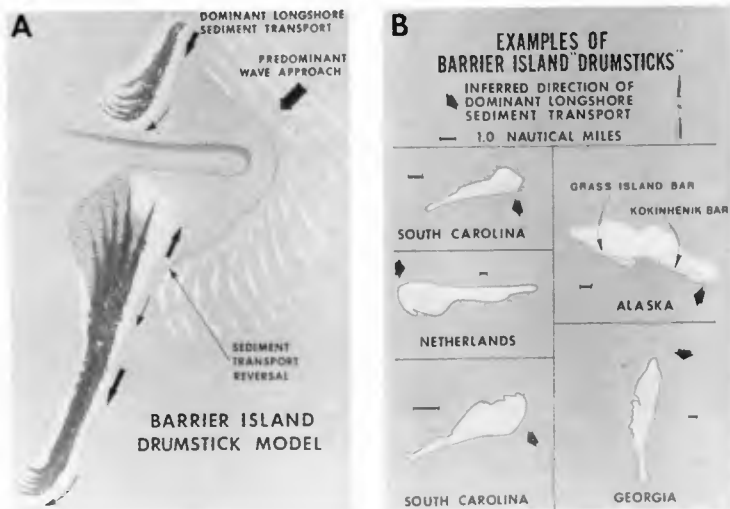 A
DOMINANT LONGSHORE
SEDIMENT TRANSPORT
PREDOMINANT
WAVE APPROACH
SEDIMENT
TRANSPORT
REVERSAL
BARRIER ISLAND
DRUMSTICK MODEL
B
EXAMPLES OF
BARRIER ISLAND "DRUMSTICKS"
INFERRED DIRECTION OF
DOMINANT LONGSHORE
SEDIMENT TRANSPORT
1.0 NAUTICAL MILES
SOUTH CAROLINA
NETHERLANDS
SOUTH CAROLINA
GRASS ISLAND BAR
KOKINHENIK BAR
ALASKA
GEORGIA